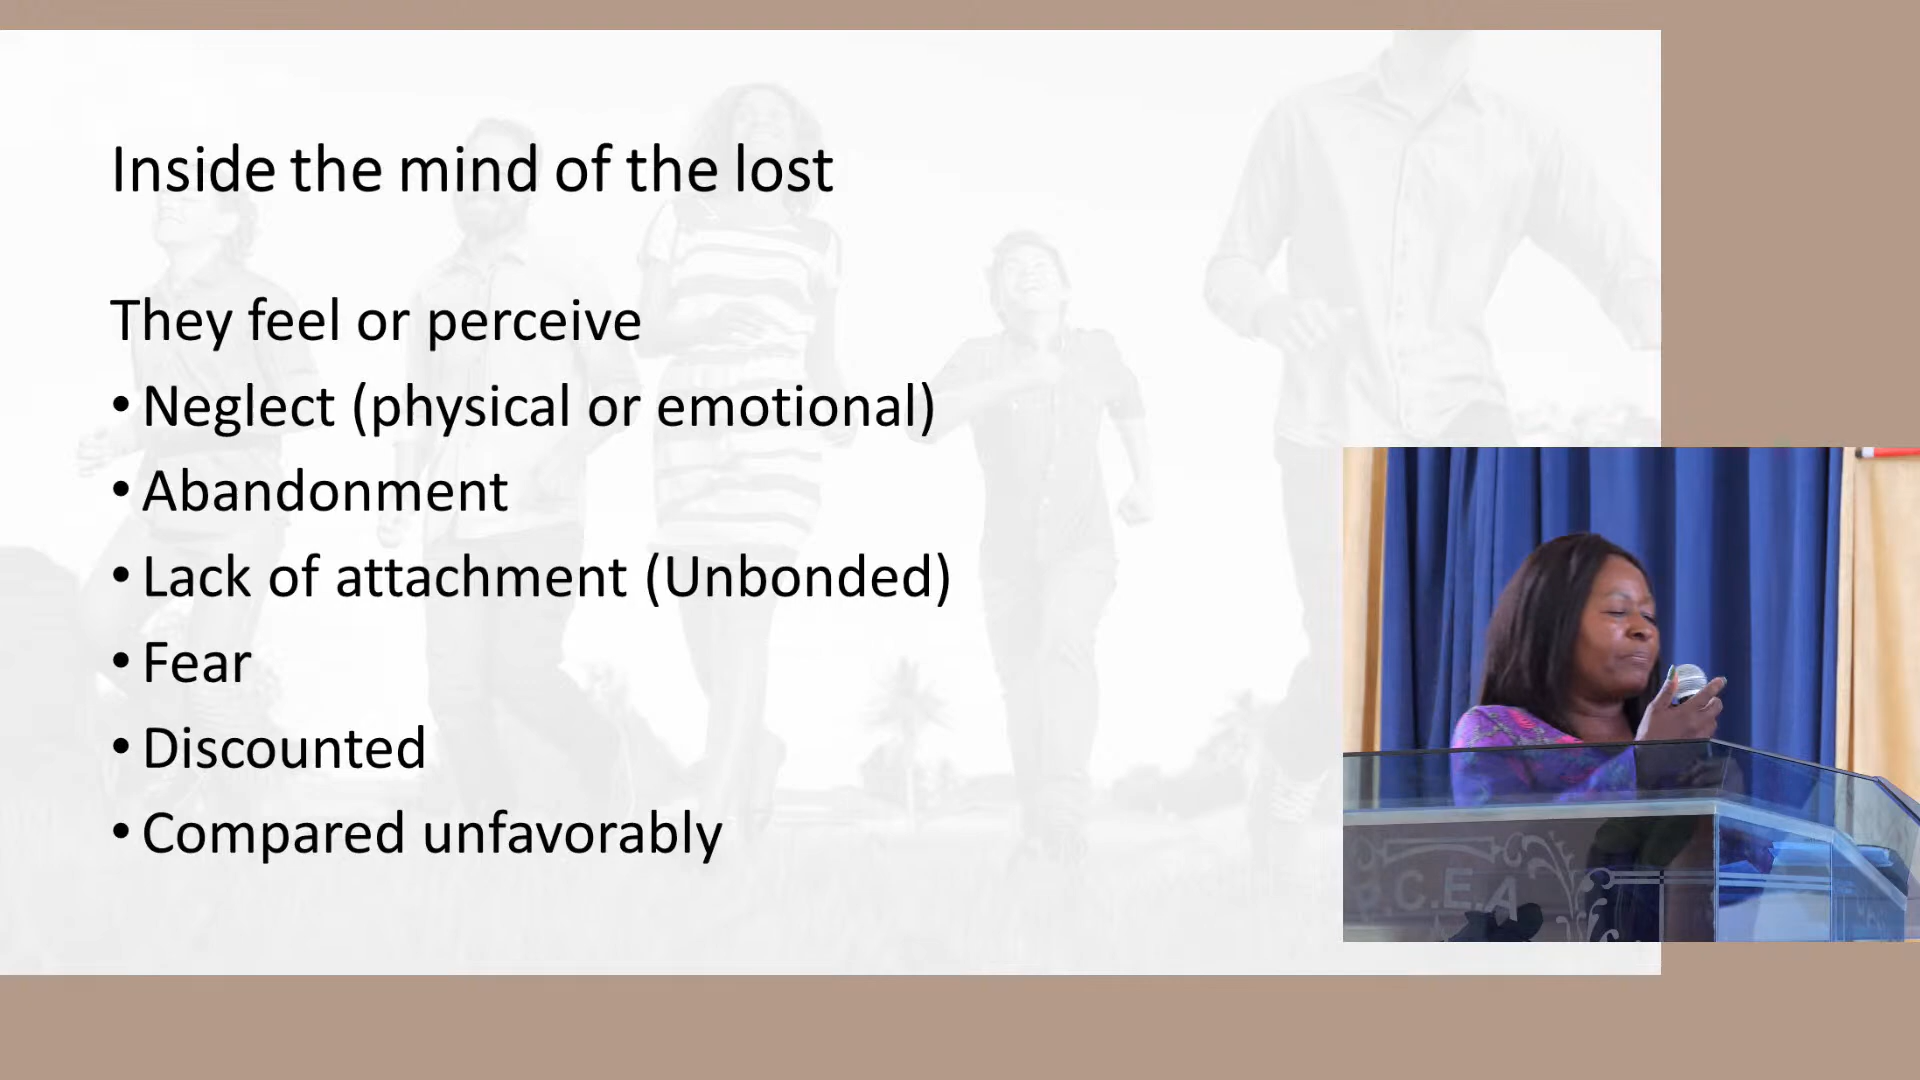 Inside the mind of the lost
They feel or perceive
• Neglect (physical or emotional)
• Abandonment
• Lack of attachment (Unbonded)
• Fear
• Discounted
• Compared unfavorably
P.C.E.A